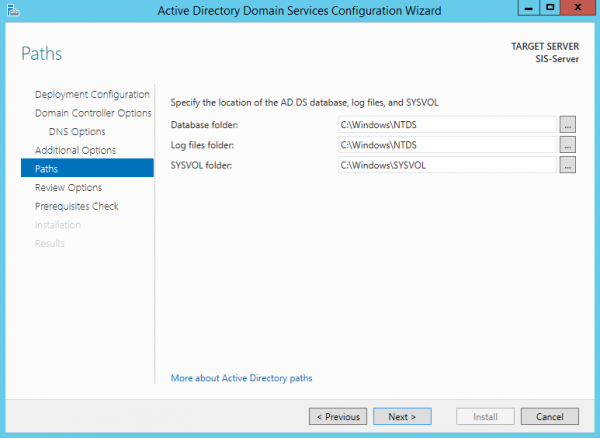 Active Directory Domain Services Configuration Wizard
Paths
TARGET SERVER
SIS-Server
Deployment Configuration
Domain Controller Options
DNS Options
Additional Options
Paths
Review Options
Prerequisites Check
Installation
Results
Specify the location of the AD DS database, log files, and SYSVOL
Database folder: C:\Windows\NTDS ...
Log files folder: C:\Windows\NTDS ...
SYSVOL folder: C:\Windows\SYSVOL ...
More about Active Directory paths
< Previous Next > Install Cancel